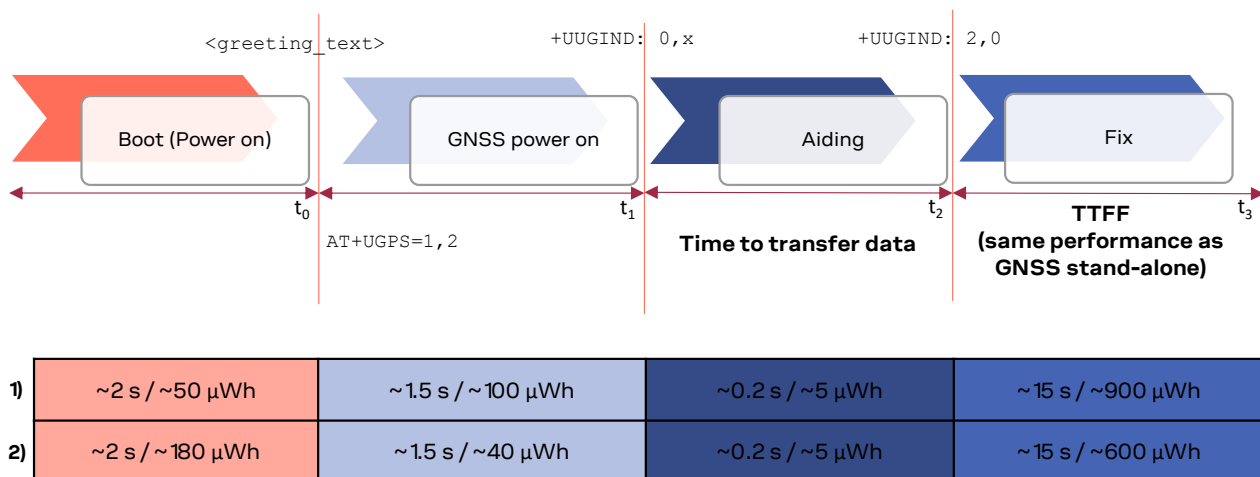 <greeting_text>
+UUGIND: 0,x
+UUGIND: 2,0
Boot (Power on)
GNSS power on
Aiding
Fix
t0
t1
t2
t3
AT+UGPS=1,2
Time to transfer data
TTFF
(same performance as
GNSS stand-alone)
1) ~2 s / ~50 µWh ~1.5 s / ~100 µWh ~0.2 s / ~5 µWh ~15 s / ~900 µWh
2) ~2 s / ~180 µWh ~1.5 s / ~40 µWh ~0.2 s / ~5 µWh ~15 s / ~600 µWh